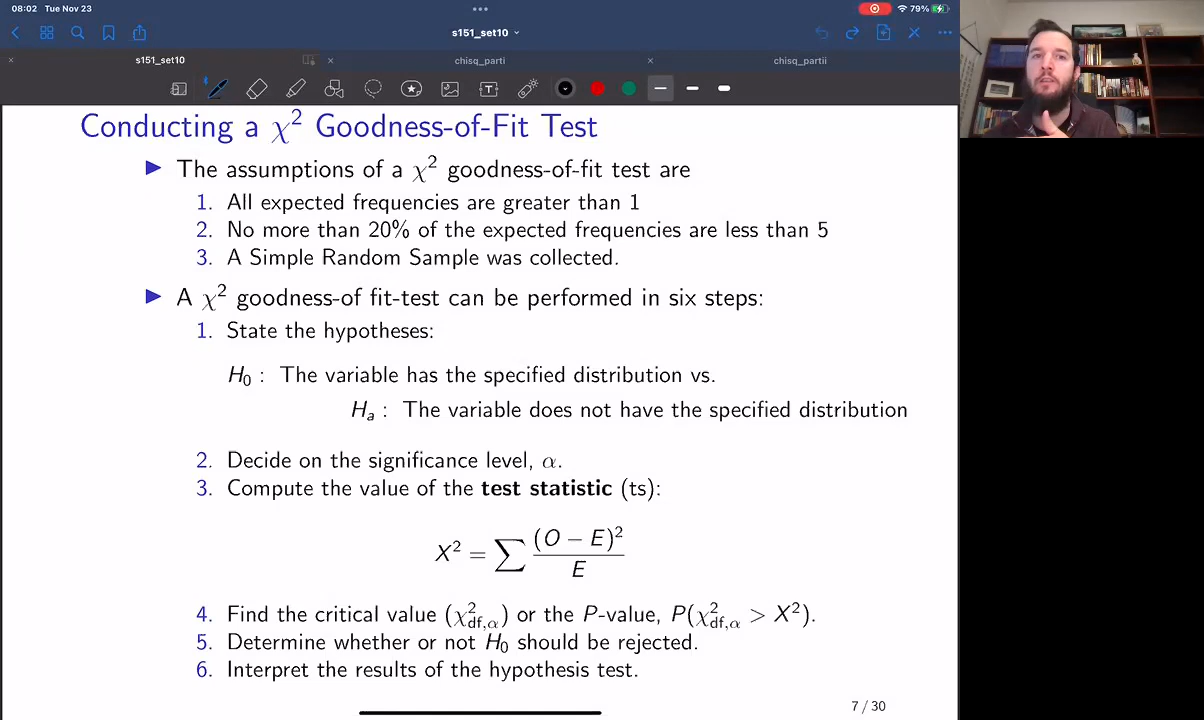 08:02 Tue Nov 23
79%
s151_set10
s151_set10
chisq_parti
chisq_partii
Conducting a χ² Goodness-of-Fit Test
▶ The assumptions of a χ² goodness-of-fit test are
1. All expected frequencies are greater than 1
2. No more than 20% of the expected frequencies are less than 5
3. A Simple Random Sample was collected.
▶ A χ² goodness-of fit-test can be performed in six steps:
1. State the hypotheses:
H₀ : The variable has the specified distribution vs.
Hₐ : The variable does not have the specified distribution
2. Decide on the significance level, α.
3. Compute the value of the test statistic (ts):
X² = ∑ (O − E)² / E
4. Find the critical value (χ²_df,α) or the P-value, P(χ²_df,α > X²).
5. Determine whether or not H₀ should be rejected.
6. Interpret the results of the hypothesis test.
7 / 30